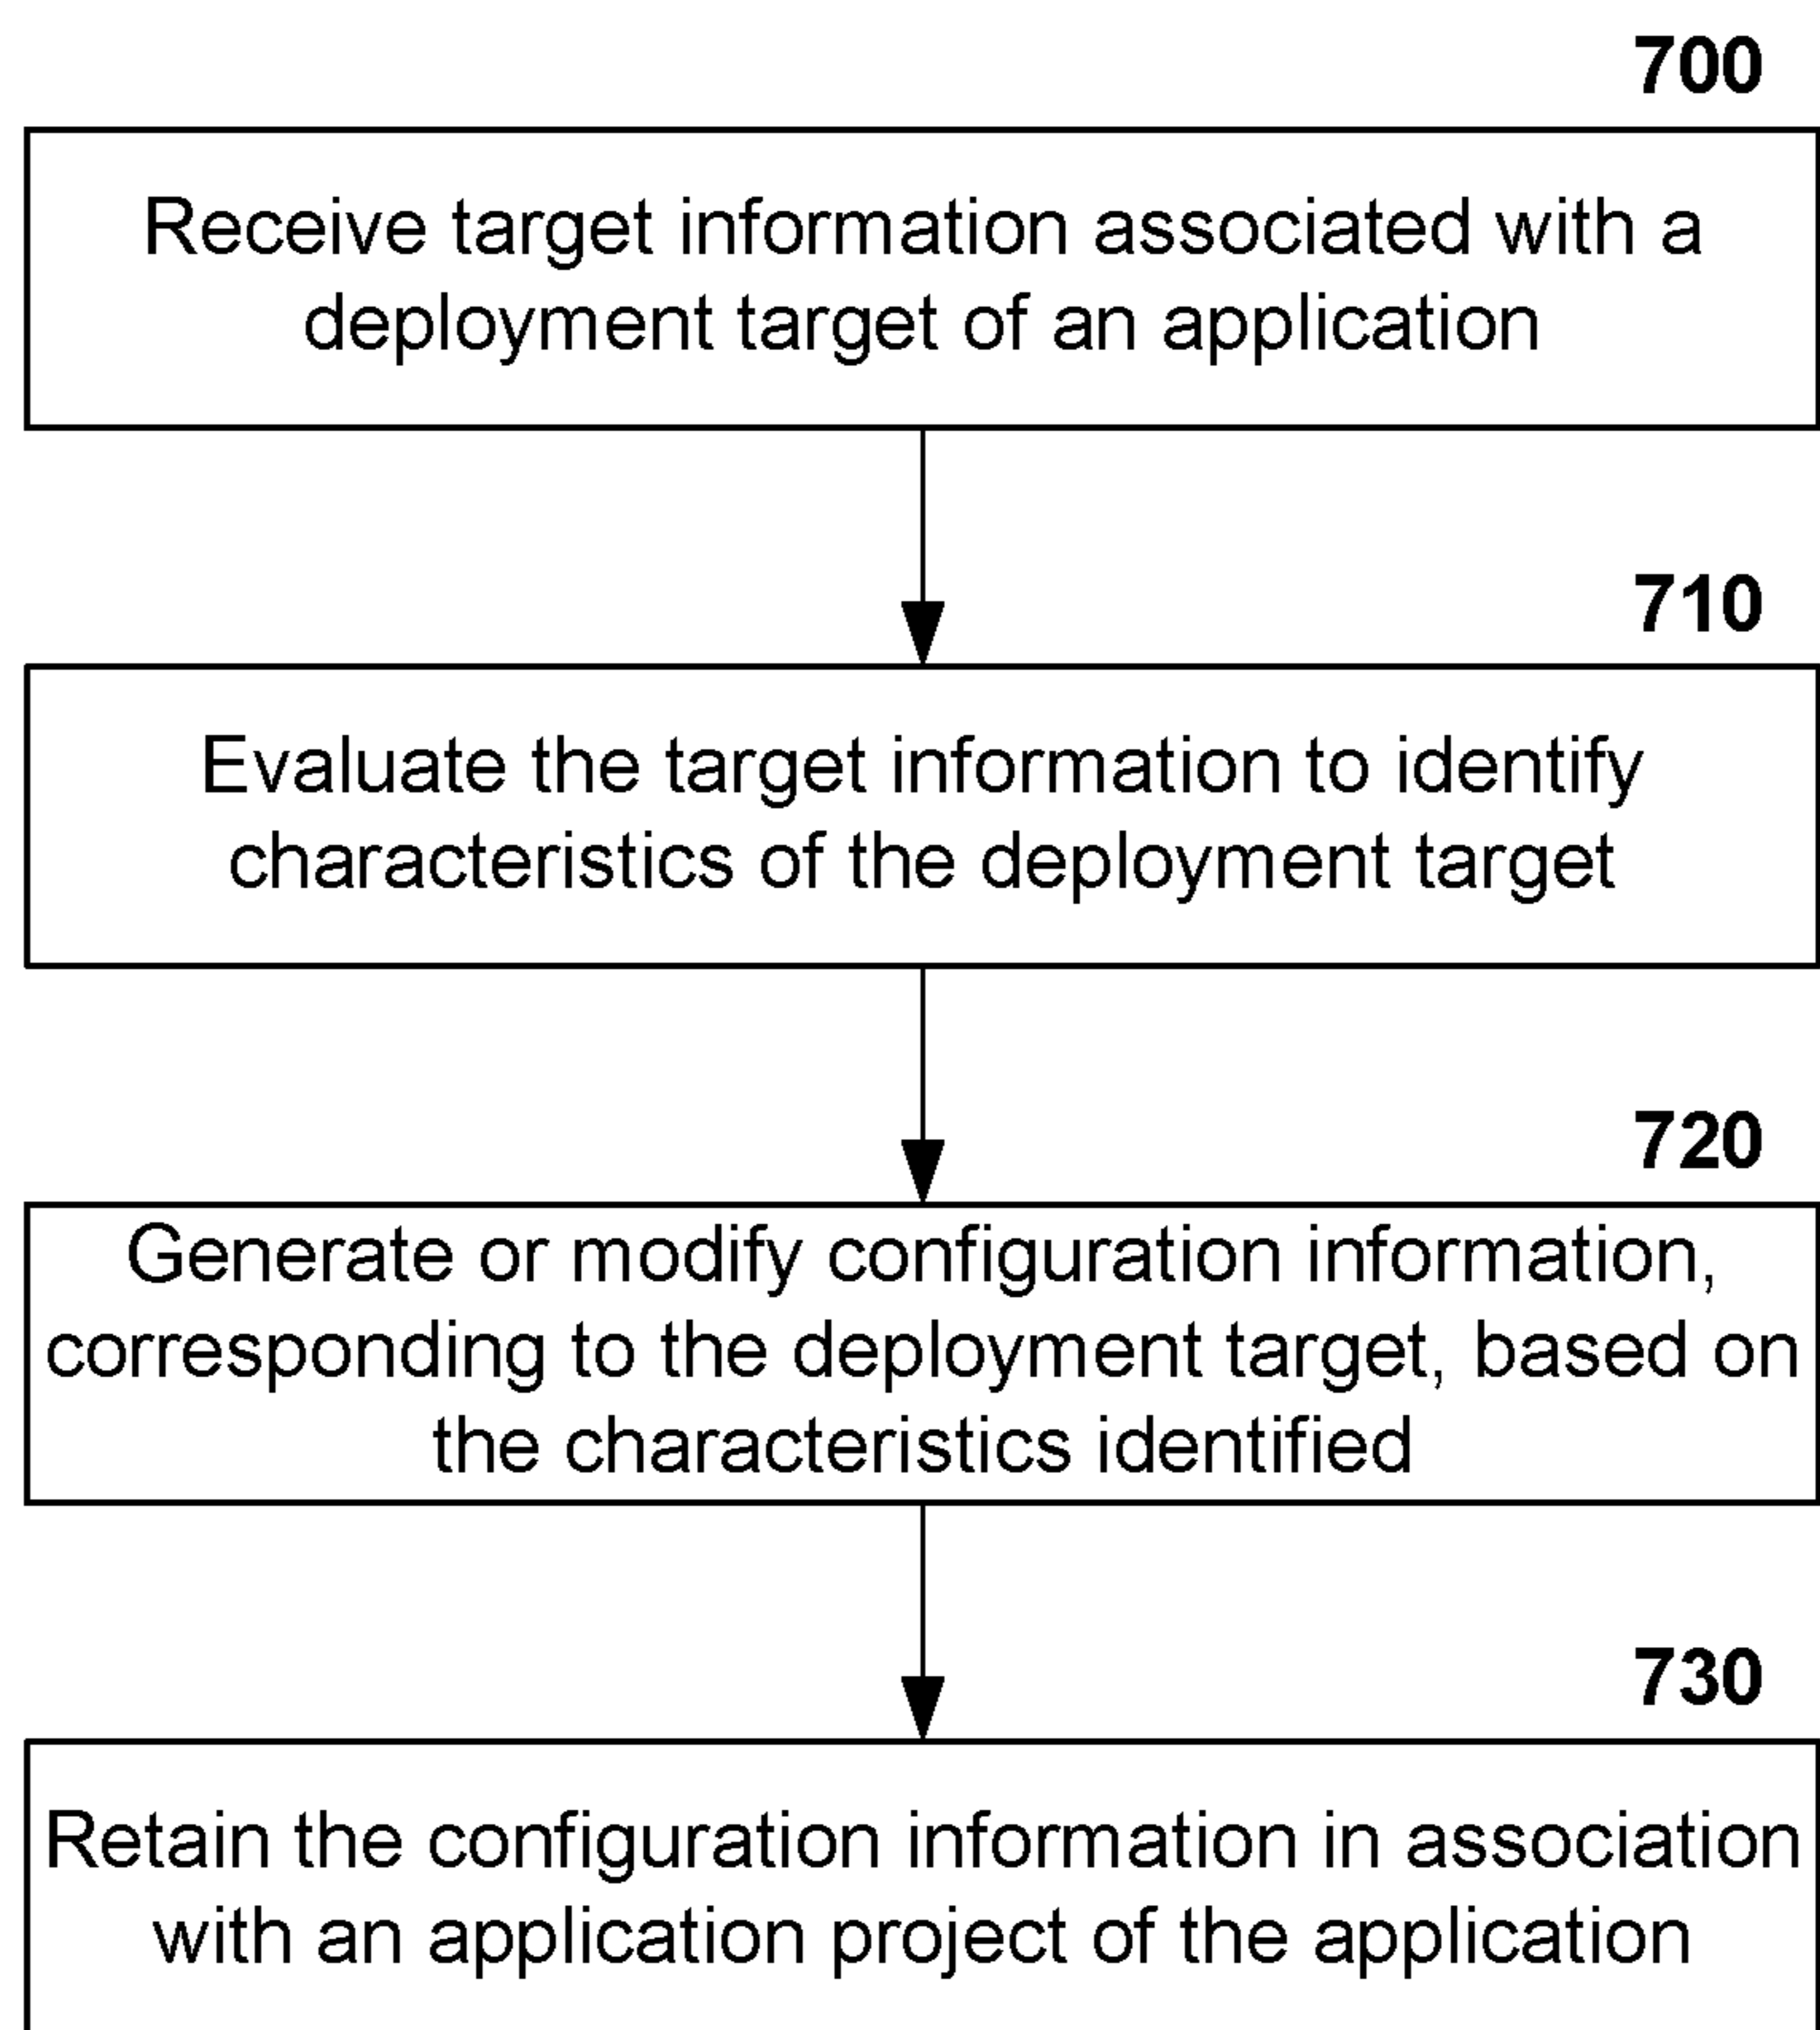 700
Receive target information associated with a
deployment target of an application
710
Evaluate the target information to identify
characteristics of the deployment target
720
Generate or modify configuration information,
corresponding to the deployment target, based on
the characteristics identified
730
Retain the configuration information in association
with an application project of the application